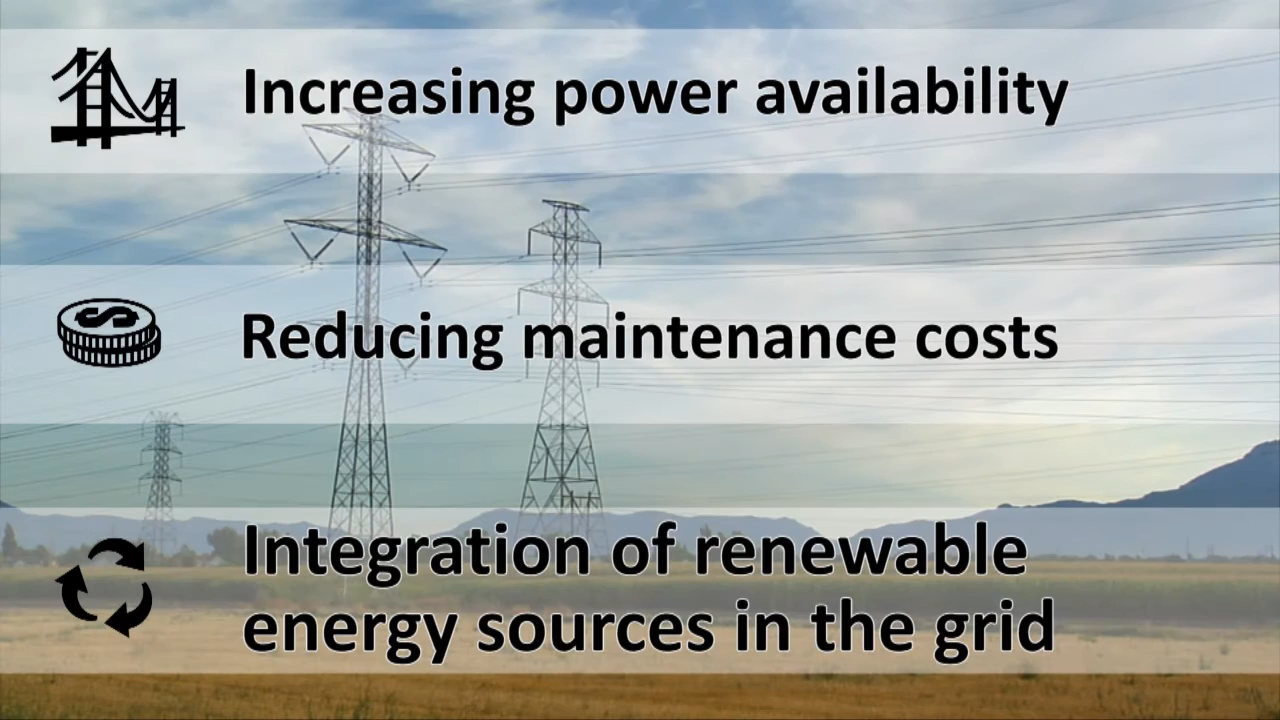 Increasing power availability
Reducing maintenance costs
Integration of renewable
energy sources in the grid